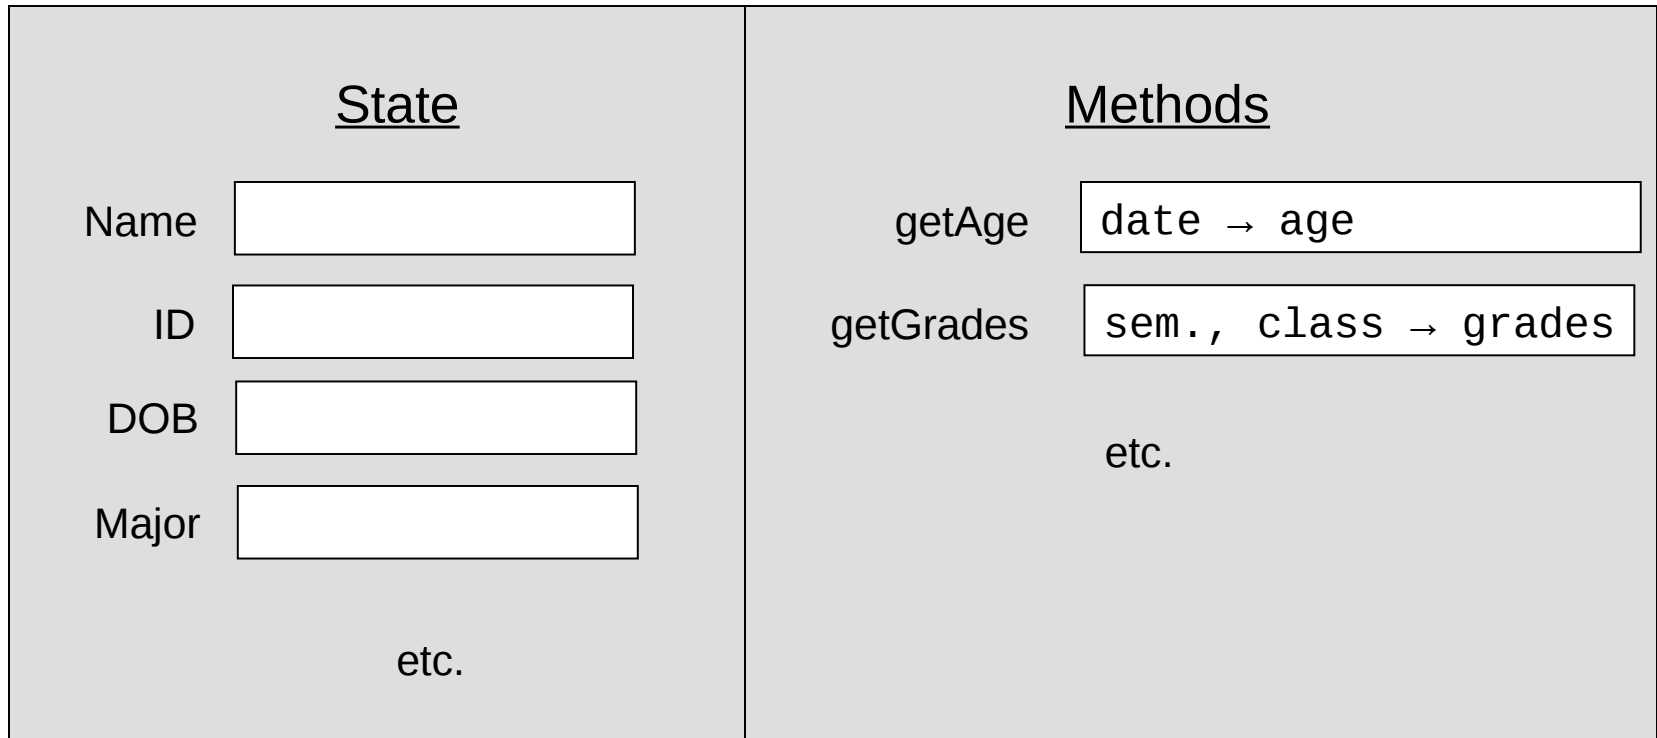 State
Name
ID
DOB
Major
etc.
Methods
getAge date → age
getGrades sem., class → grades
etc.